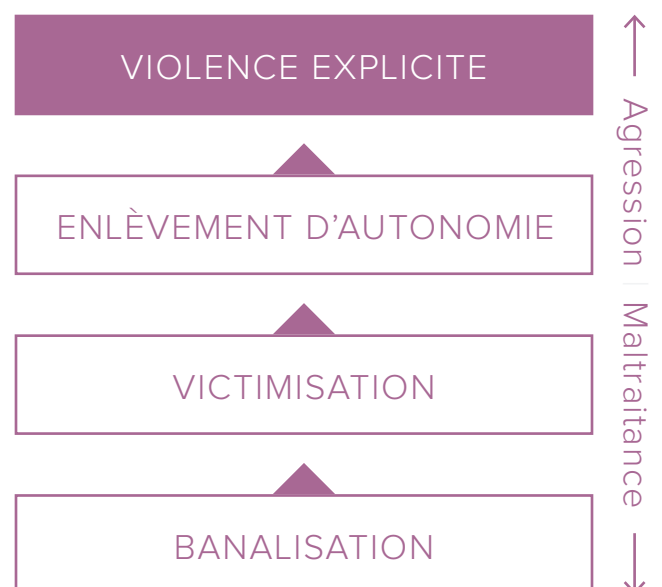 VIOLENCE EXPLICITE
ENLÈVEMENT D'AUTONOMIE
VICTIMISATION
BANALISATION
Agression
Maltraitance